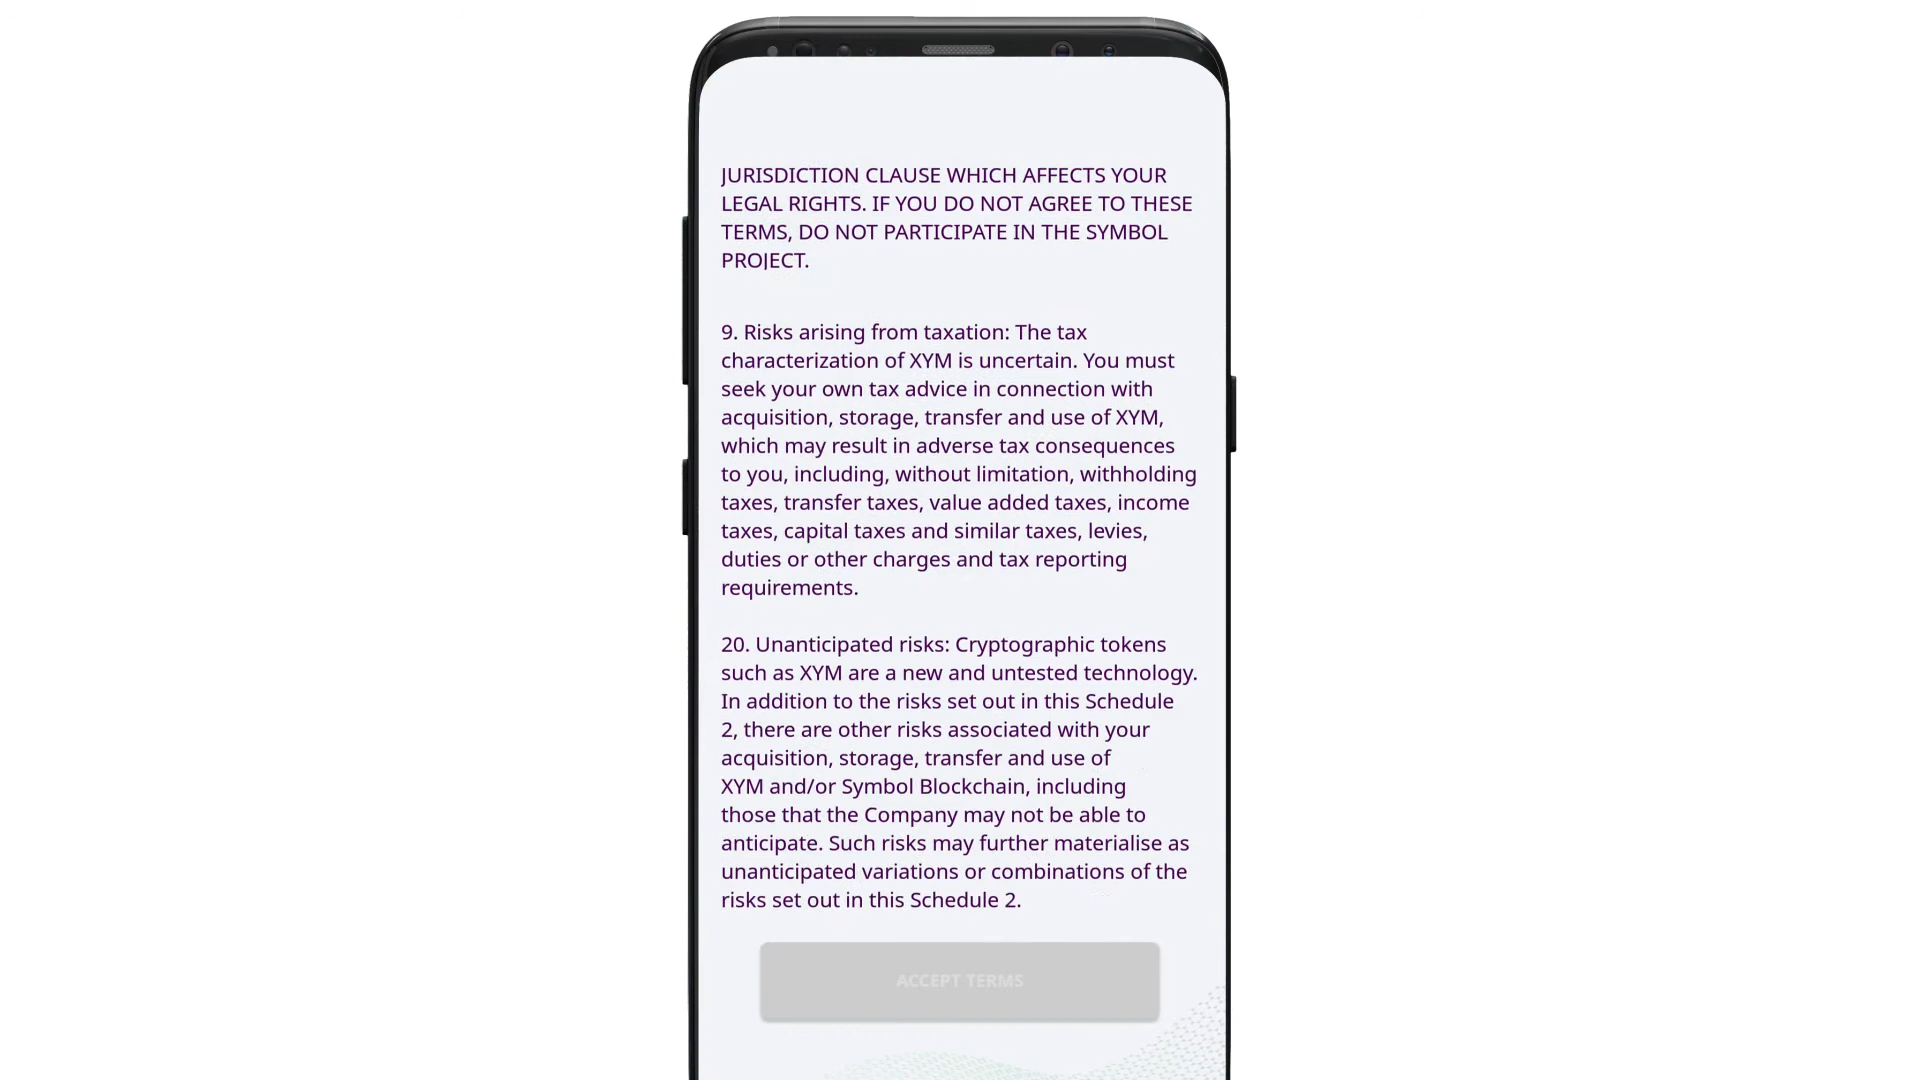 JURISDICTION CLAUSE WHICH AFFECTS YOUR
LEGAL RIGHTS. IF YOU DO NOT AGREE TO THESE
TERMS, DO NOT PARTICIPATE IN THE SYMBOL
PROJECT.
9. Risks arising from taxation: The tax
characterization of XYM is uncertain. You must
seek your own tax advice in connection with
acquisition, storage, transfer and use of XYM,
which may result in adverse tax consequences
to you, including, without limitation, withholding
taxes, transfer taxes, value added taxes, income
taxes, capital taxes and similar taxes, levies,
duties or other charges and tax reporting
requirements.
20. Unanticipated risks: Cryptographic tokens
such as XYM are a new and untested technology.
In addition to the risks set out in this Schedule
2, there are other risks associated with your
acquisition, storage, transfer and use of
XYM and/or Symbol Blockchain, including
those that the Company may not be able to
anticipate. Such risks may further materialise as
unanticipated variations or combinations of the
risks set out in this Schedule 2.
ACCEPT TERMS